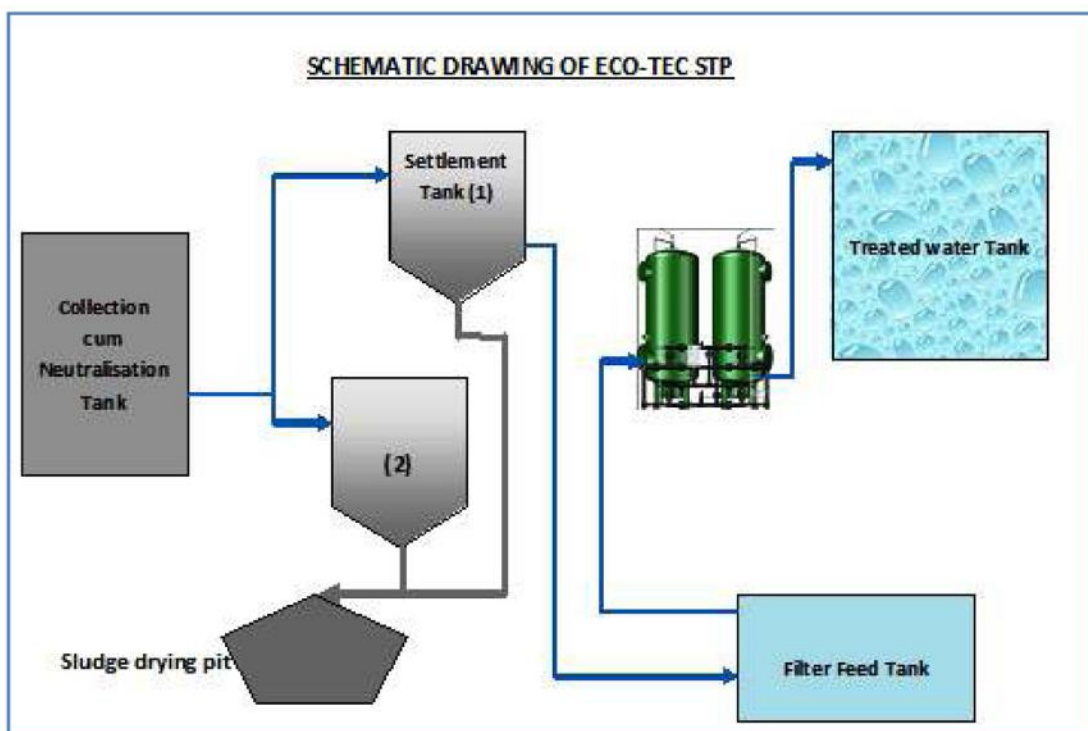 SCHEMATIC DRAWING OF ECO-TEC STP
Settlement
Tank (1)
Treated water Tank
Collection
cum
Neutralisation
Tank
(2)
Sludge drying pit
Filter Feed Tank